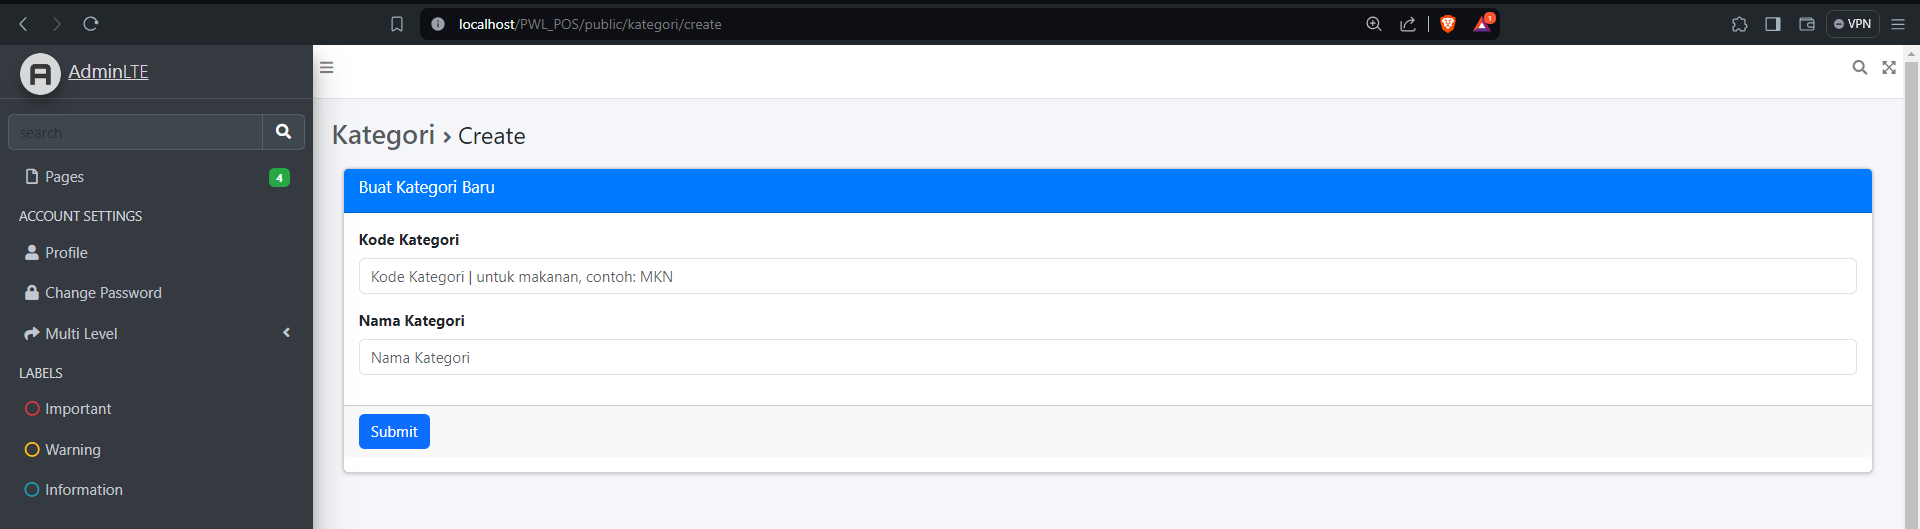 localhost/PWL_POS/public/kategori/create
1
VPN
AdminLTE
search
Pages
4
ACCOUNT SETTINGS
Profile
Change Password
Multi Level
LABELS
Important
Warning
Information
Kategori › Create
Buat Kategori Baru
Kode Kategori
Kode Kategori | untuk makanan, contoh: MKN
Nama Kategori
Nama Kategori
Submit